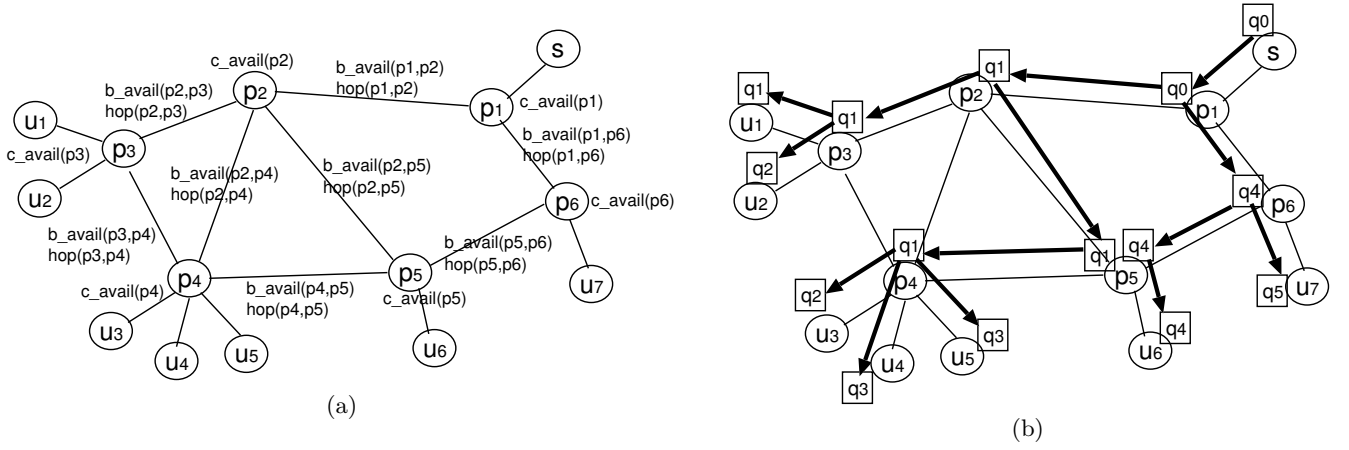 s
c_avail(p2)
b_avail(p1,p2)
hop(p1,p2)
b_avail(p2,p3)
hop(p2,p3)
p2
p1
c_avail(p1)
u1
b_avail(p1,p6)
hop(p1,p6)
c_avail(p3)
p3
b_avail(p2,p4)
hop(p2,p4)
b_avail(p2,p5)
hop(p2,p5)
u2
p6
c_avail(p6)
b_avail(p3,p4)
hop(p3,p4)
b_avail(p5,p6)
hop(p5,p6)
p4
p5
c_avail(p4)
b_avail(p4,p5)
hop(p4,p5)
c_avail(p5)
u7
u3
u4
u5
u6
(a)
q0
s
q1
q1
q0
p2
p1
u1
q1
p3
q2
u2
q4
p6
q1
q1
q4
p4
p5
q2
q5
u7
u3
q3
q4
u4
u5
u6
q3
(b)